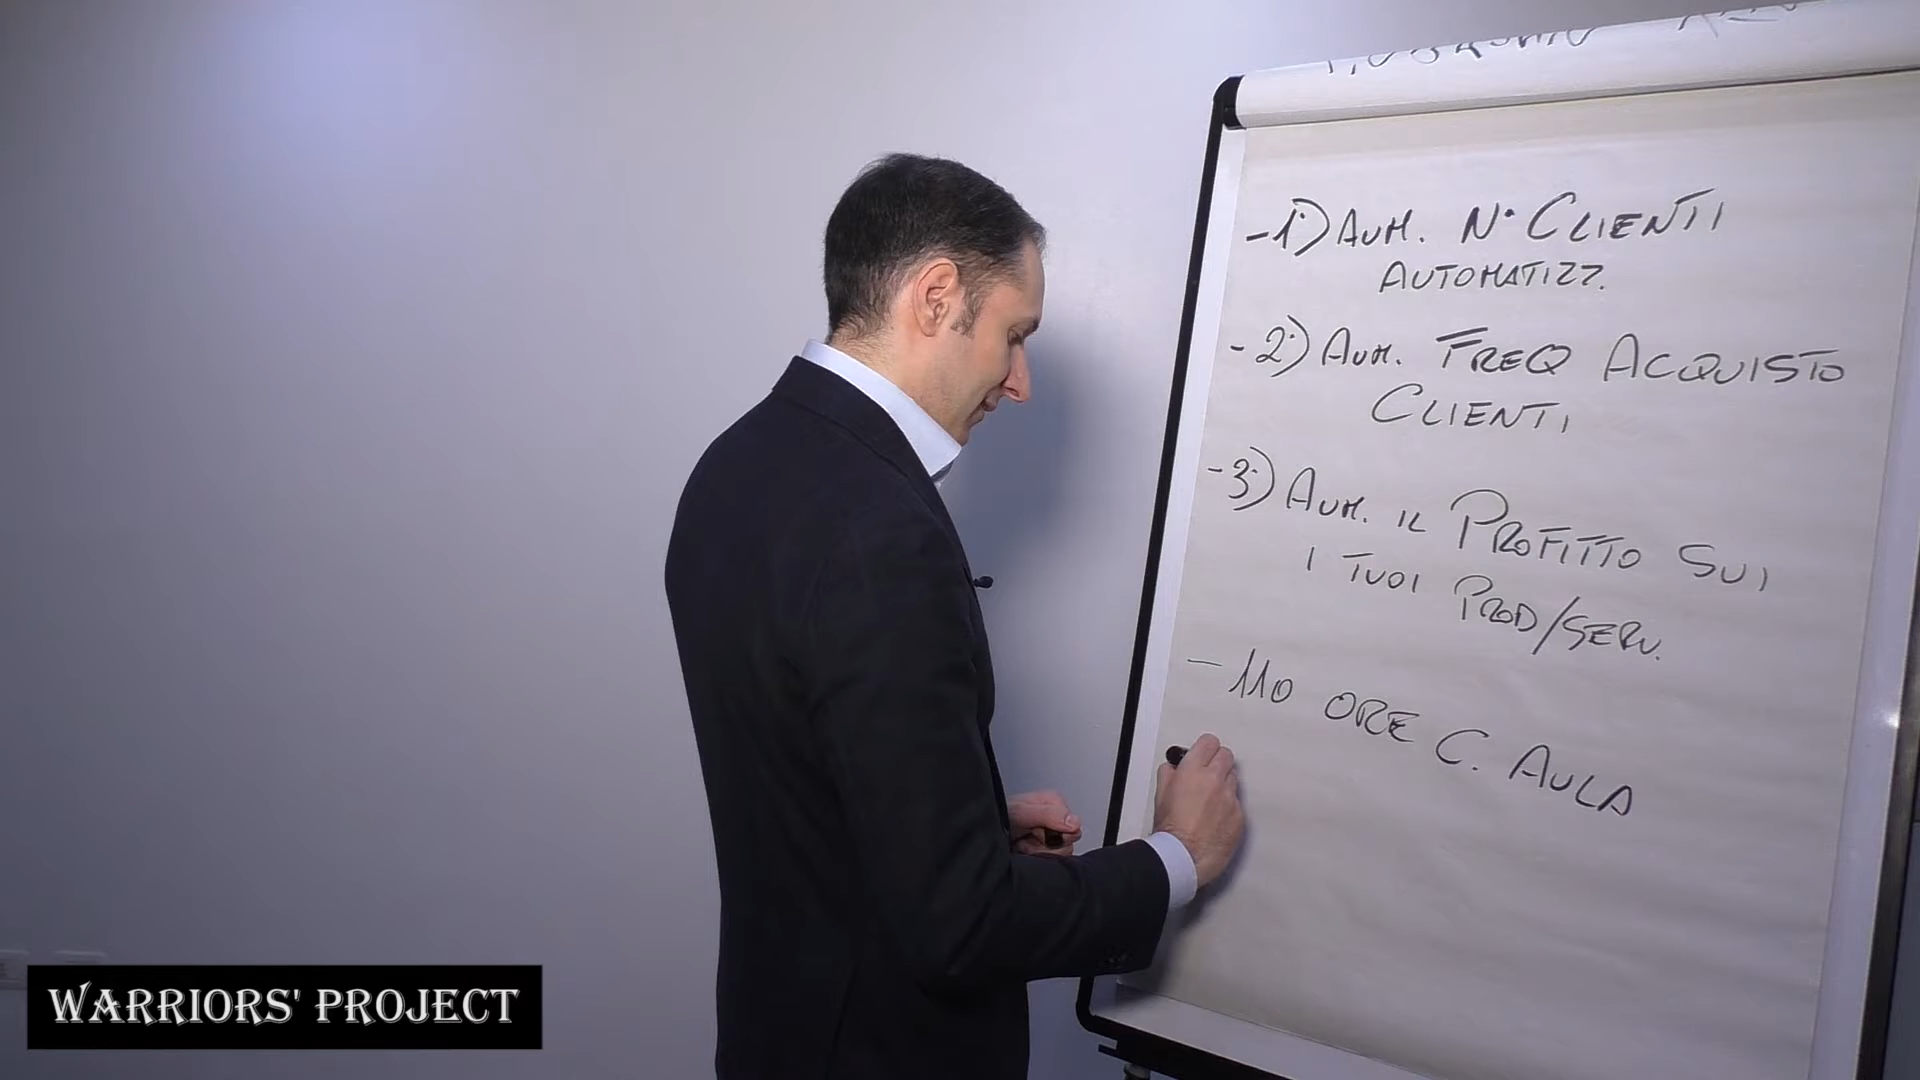 -1°) AUM. N° CLIENTI
AUTOMATIZZ.
-2°) AUM. FREQ ACQUISTO
CLIENTI
-3°) AUM. IL PROFITTO SUI
I TUOI PROD/SERV.
- 110 ORE C. AULA
WARRIORS' PROJECT